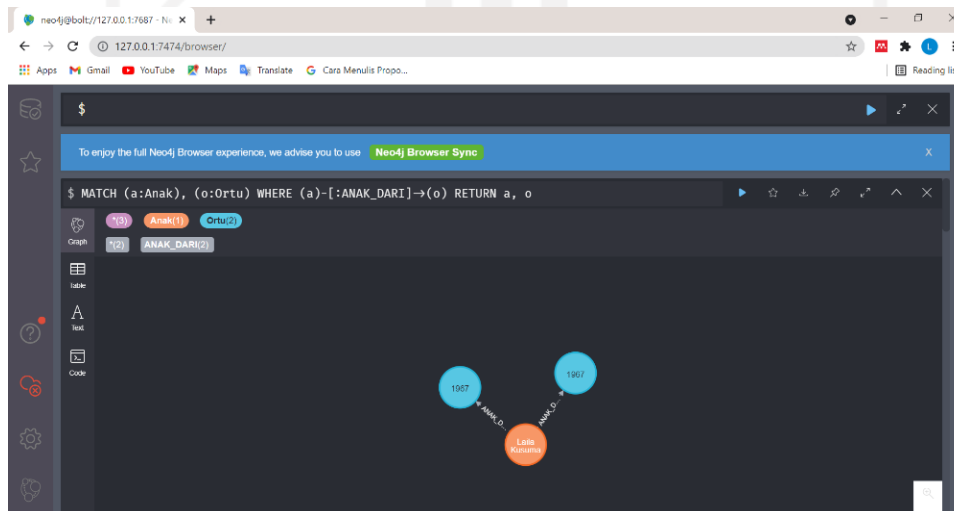 neo4j@bolt://127.0.0.1:7687 - Ne
127.0.0.1:7474/browser/
L
Apps Gmail YouTube Maps Translate Cara Menulis Propo... Reading lis
$
To enjoy the full Neo4j Browser experience, we advise you to use Neo4j Browser Sync X
$ MATCH (a:Anak), (o:Ortu) WHERE (a)-[:ANAK_DARI]→(o) RETURN a, o
*(3) Anak(1) Ortu(2)
Graph
*(2) ANAK_DARI(2)
Table
A
Text
Code
1967
1967
ANAK_D...
ANAK_D...
Laila
Kusuma